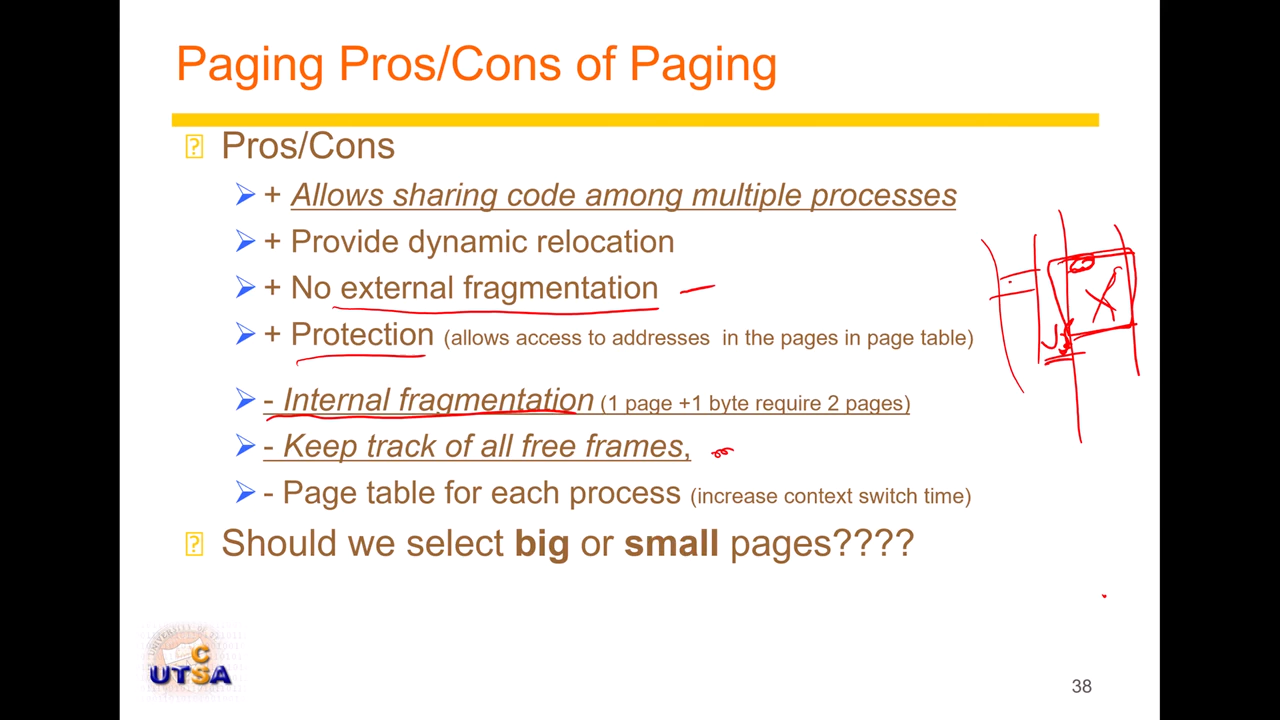 Paging Pros/Cons of Paging
Pros/Cons
+ Allows sharing code among multiple processes
+ Provide dynamic relocation
+ No external fragmentation
+ Protection (allows access to addresses in the pages in page table)
- Internal fragmentation (1 page +1 byte require 2 pages)
- Keep track of all free frames,
- Page table for each process (increase context switch time)
Should we select big or small pages????
UTSA
CS
38